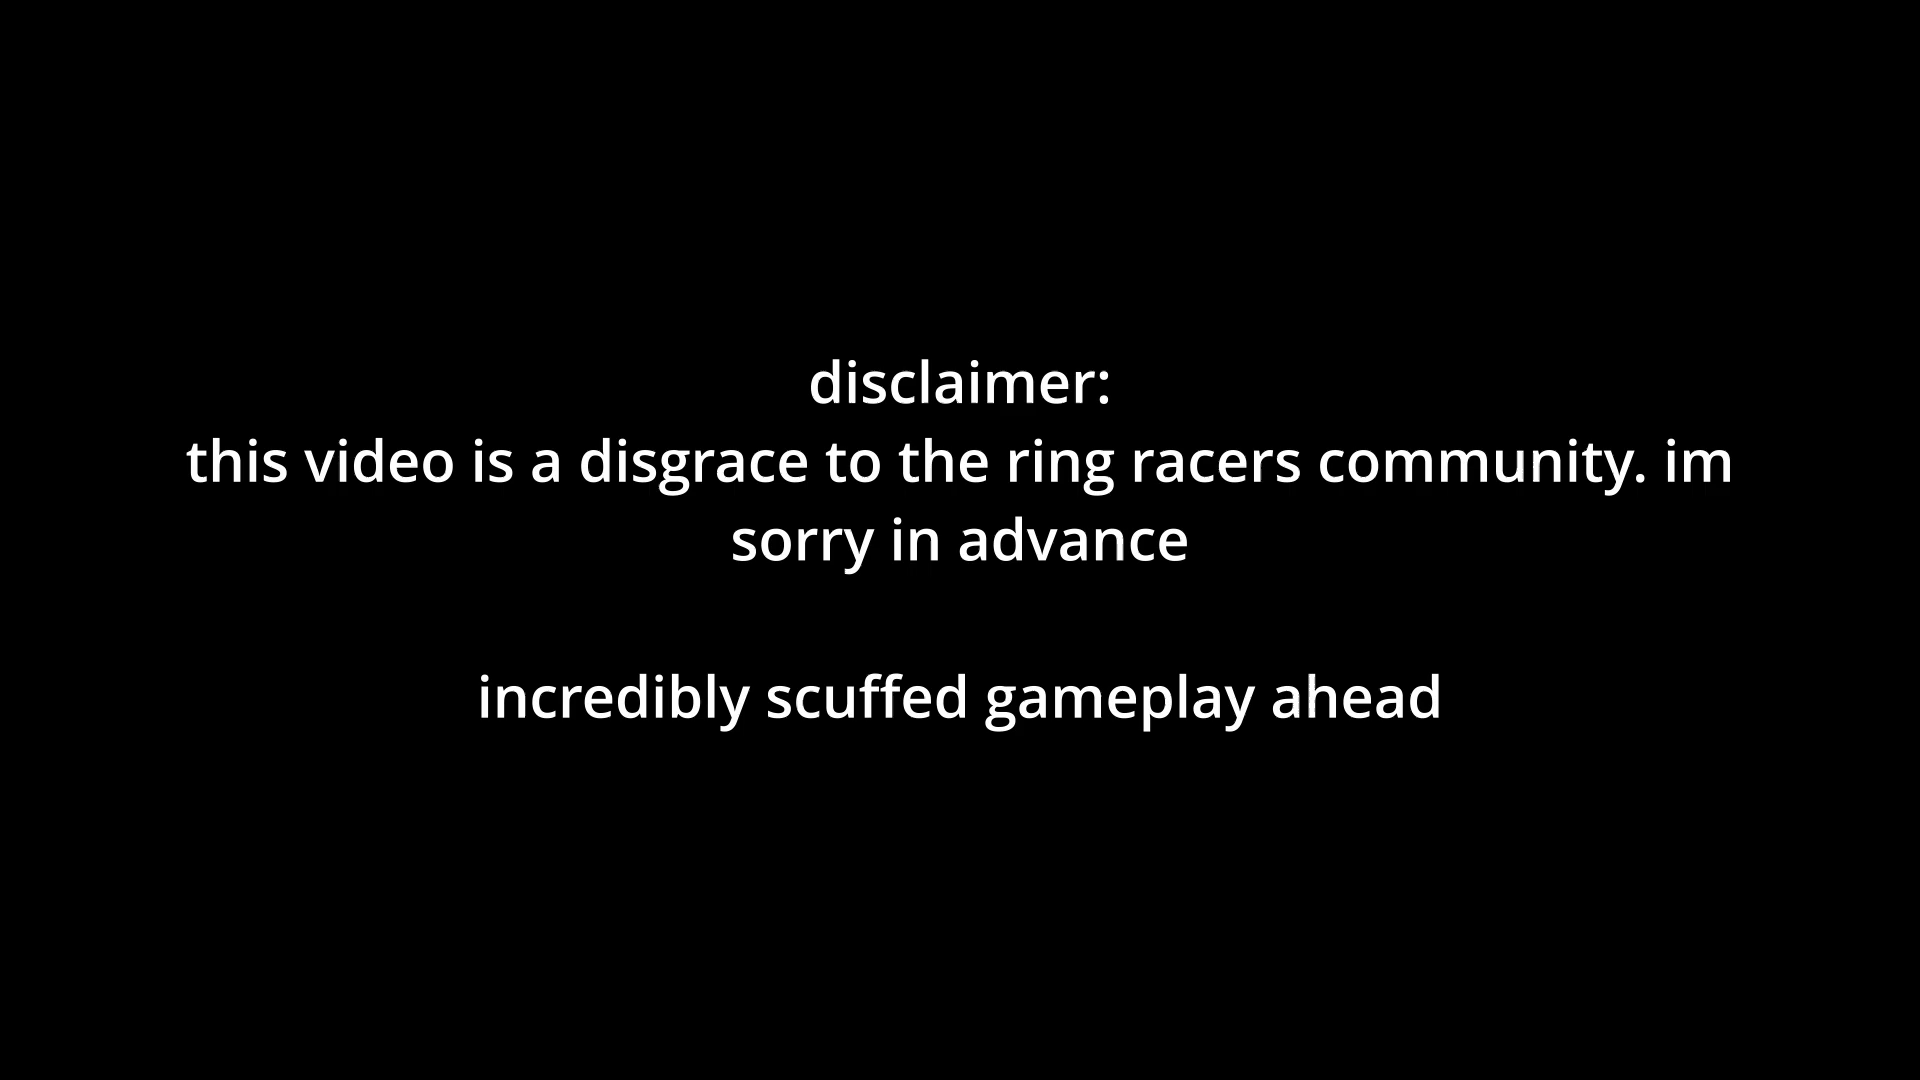 disclaimer:
this video is a disgrace to the ring racers community. im
sorry in advance
incredibly scuffed gameplay ahead